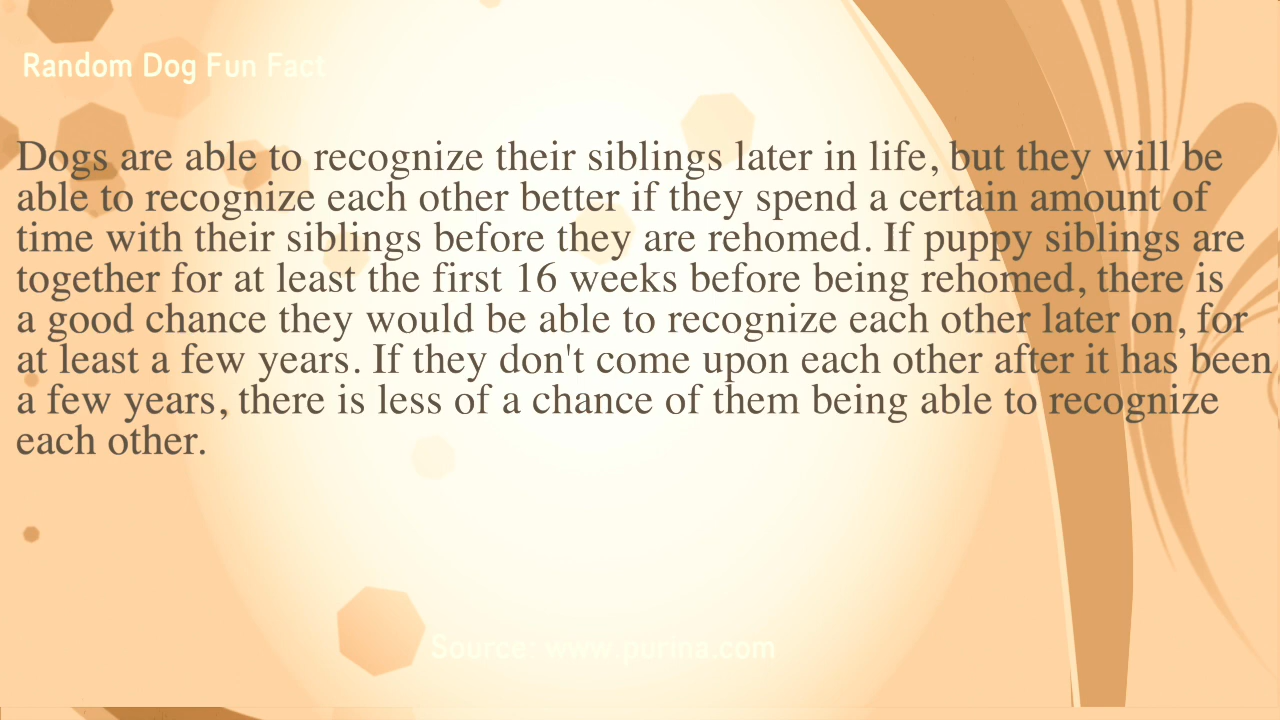 Random Dog Fun Fact
Dogs are able to recognize their siblings later in life, but they will be
able to recognize each other better if they spend a certain amount of
time with their siblings before they are rehomed. If puppy siblings are
together for at least the first 16 weeks before being rehomed, there is
a good chance they would be able to recognize each other later on, for
at least a few years. If they don't come upon each other after it has been
a few years, there is less of a chance of them being able to recognize
each other.
Source: www.purina.com